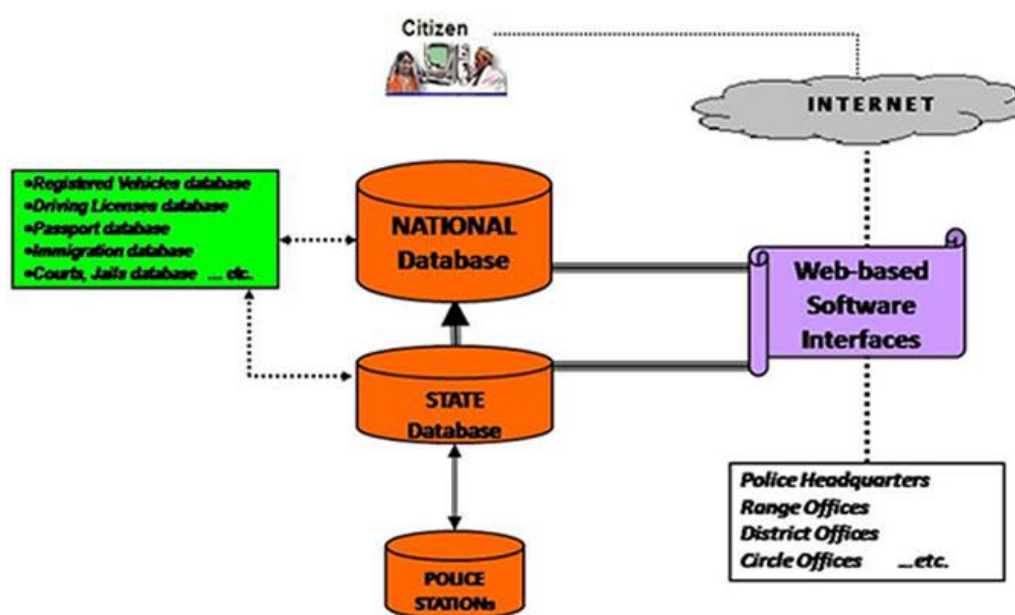 Citizen
INTERNET
•Registered Vehicles database
•Driving Licenses database
•Passport database
•Immigration database
•Courts, Jails database ... etc.
NATIONAL
Database
Web-based
Software
Interfaces
STATE
Database
Police Headquarters
Range Offices
District Offices
Circle Offices ...etc.
POLICE
STATIONs